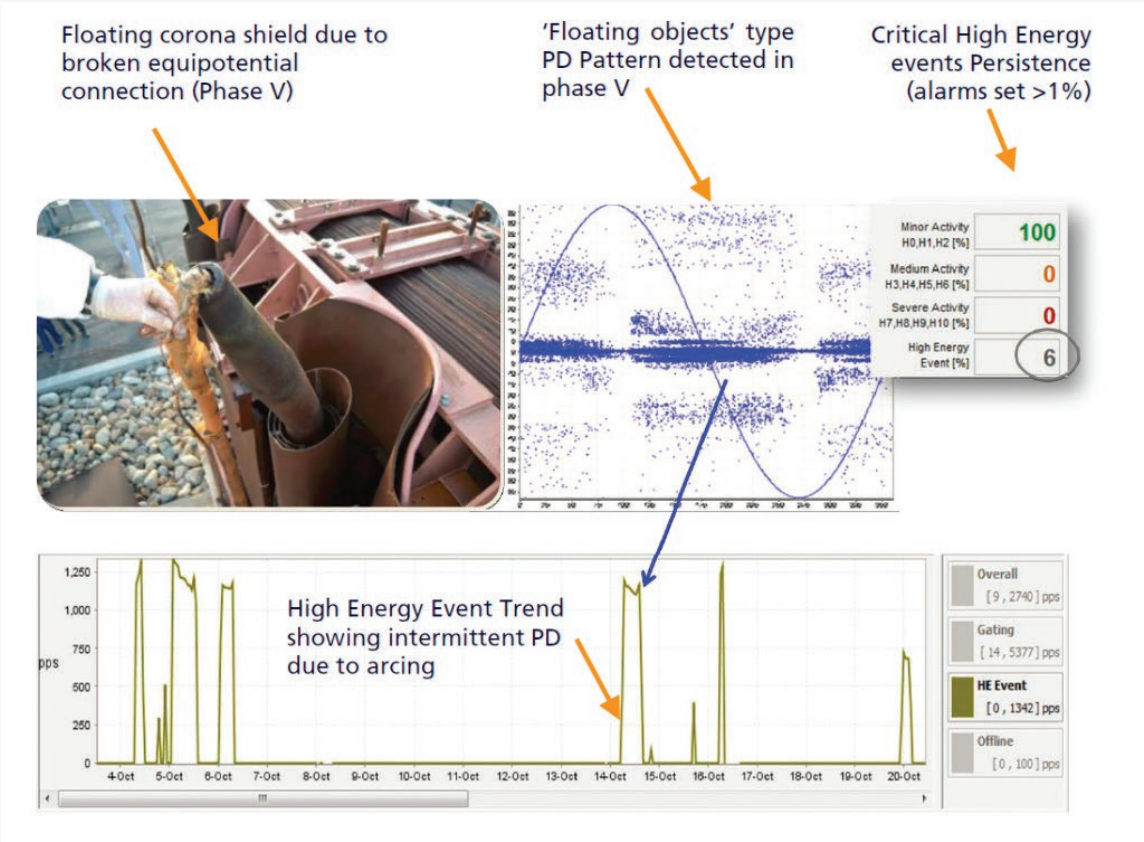 Floating corona shield due to
broken equipotential
connection (Phase V)
'Floating objects' type
PD Pattern detected in
phase V
Critical High Energy
events Persistence
(alarms set >1%)
Minor Activity
H0,H1,H2 [%]
100
Medium Activity
H3,H4,H5,H6 [%]
0
Severe Activity
H7,H8,H9,H10 [%]
0
High Energy
Event [%]
6
High Energy Event Trend
showing intermittent PD
due to arcing
1,250
1,000
750
500
250
0
pps
4-Oct 5-Oct 6-Oct 7-Oct 8-Oct 9-Oct 10-Oct 11-Oct 12-Oct 13-Oct 14-Oct 15-Oct 16-Oct 17-Oct 18-Oct 19-Oct 20-Oct
Overall
[9 , 2740] pps
Gating
[ 14 , 5377] pps
HE Event
[0 , 1342] pps
Offline
[0 , 100] pps